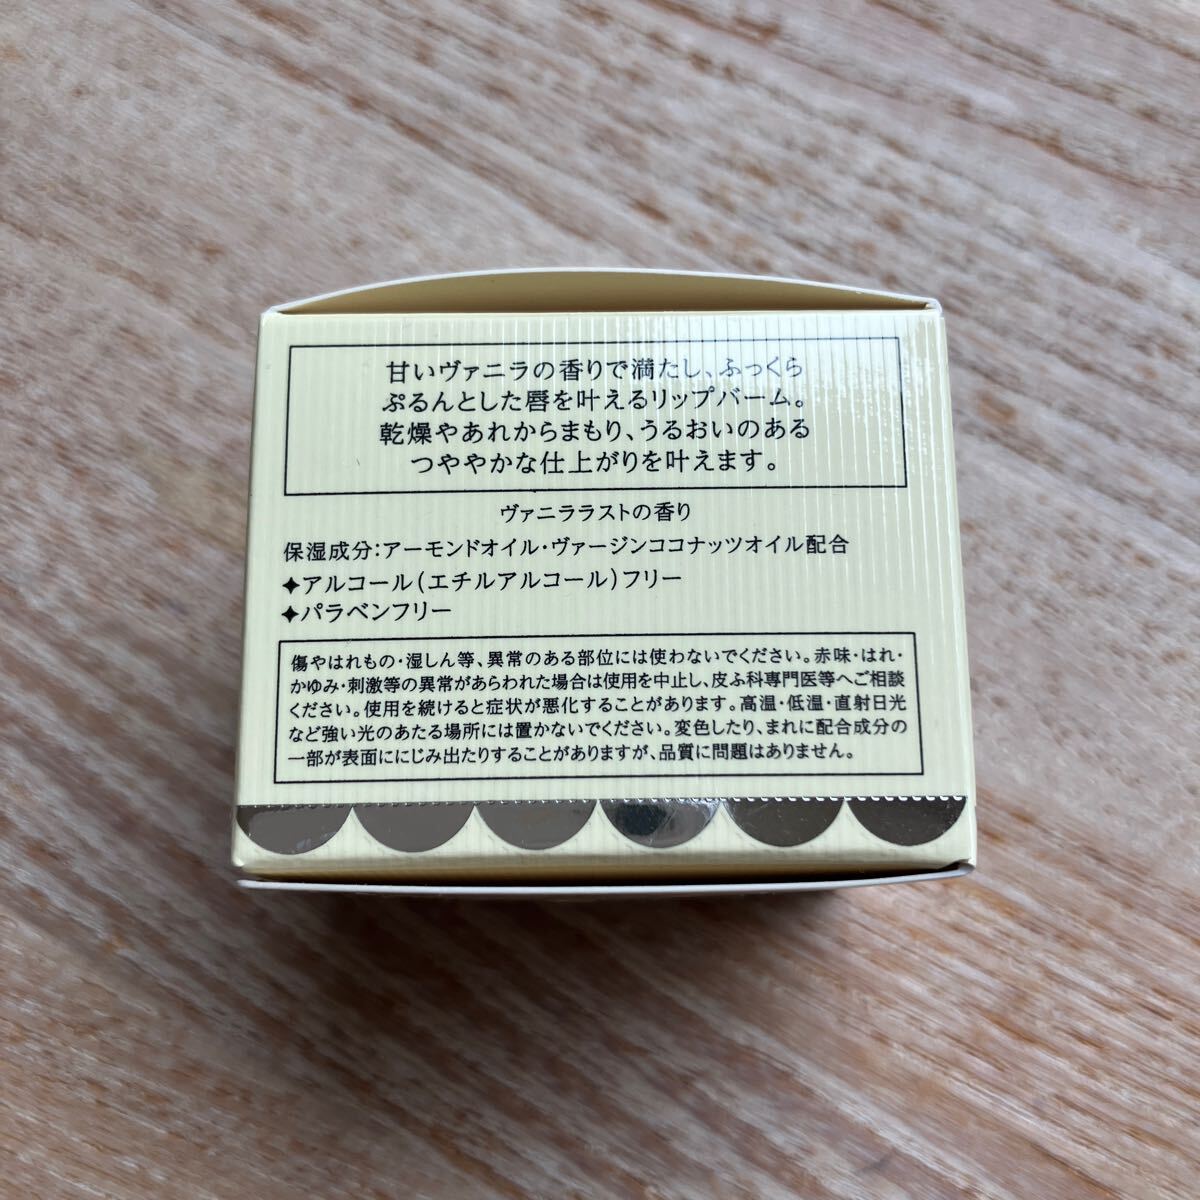 甘いヴァニラの香りで満たし、ふっくら
ぷるんとした唇を叶えるリップバーム。
乾燥やあれからまもり、うるおいのある
つややかな仕上がりを叶えます。
ヴァニララストの香り
保湿成分：アーモンドオイル・ヴァージンココナッツオイル配合
✦アルコール(エチルアルコール)フリー
✦パラベンフリー
傷やはれもの・湿しん等、異常のある部位には使わないでください。赤味・はれ・
かゆみ・刺激等の異常があらわれた場合は使用を中止し、皮ふ科専門医等へご相談
ください。使用を続けると症状が悪化することがあります。高温・低温・直射日光
など強い光のあたる場所には置かないでください。変色したり、まれに配合成分の
一部が表面ににじみ出たりすることがありますが、品質に問題はありません。